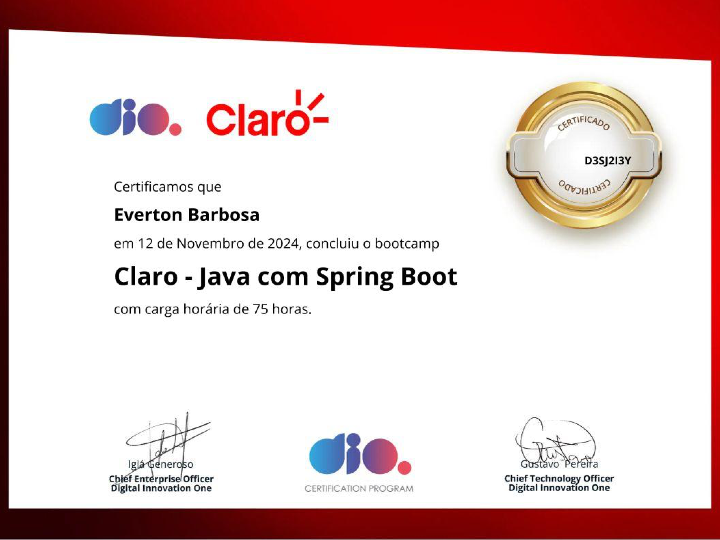 dio. Claro
CERTIFICADO
D3SJ2I3Y
CERTIFICADO
Certificamos que
Everton Barbosa
em 12 de Novembro de 2024, concluiu o bootcamp
Claro - Java com Spring Boot
com carga horária de 75 horas.
Iglá Generoso
Chief Enterprise Officer
Digital Innovation One
dio.
CERTIFICATION PROGRAM
Gustavo Pereira
Chief Technology Officer
Digital Innovation One